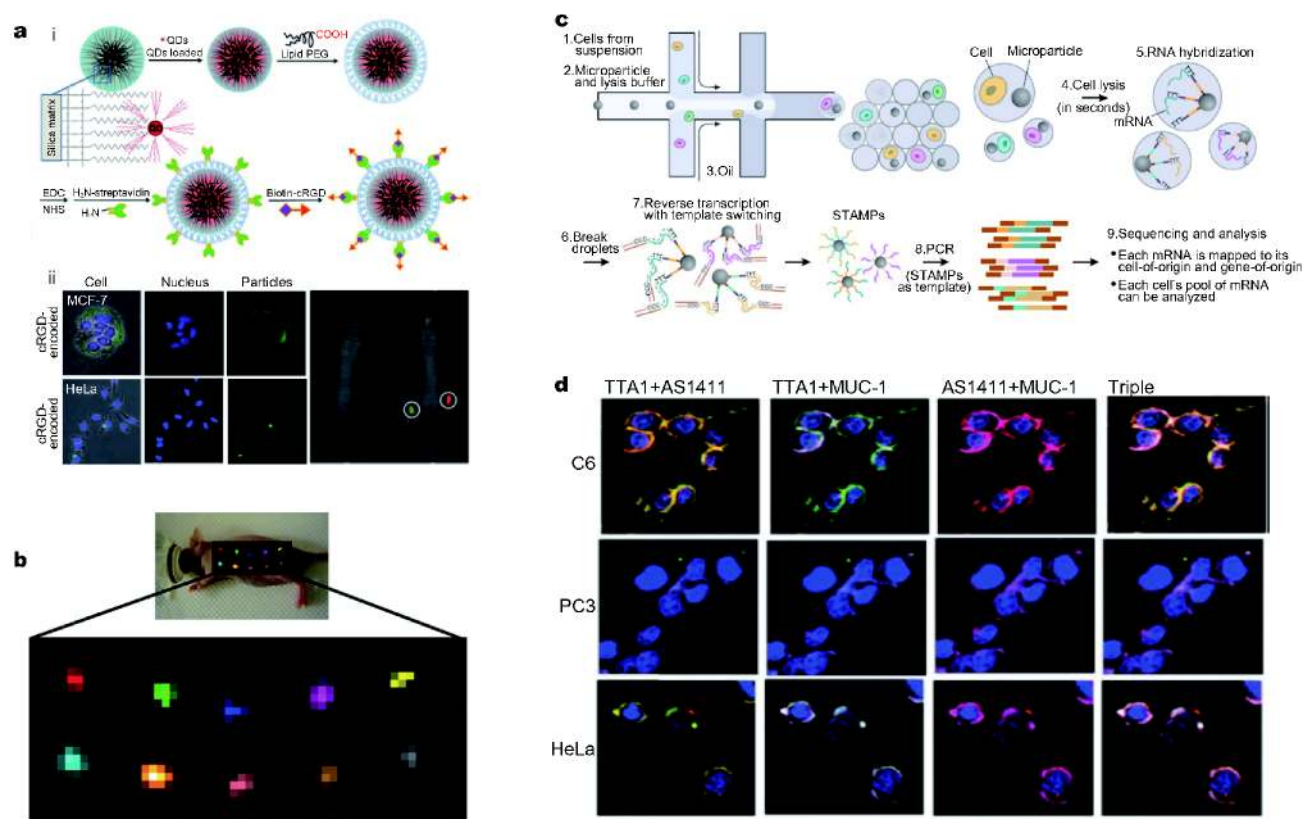 a
i
*QDs
QDs loaded
COOH
Lipid PEG
Silica matrix
QD
EDC
NHS
H₂N-streptavidin
H₂N
Biotin-cRGD
ii
Cell
Nucleus
Particles
MCF-7
cRGD-
encoded
HeLa
cRGD-
encoded
b
c
1.Cells from
suspension
2.Microparticle
and lysis buffer
3.Oil
Cell
Microparticle
4.Cell lysis
(in seconds)
5.RNA hybridization
mRNA
6.Break
droplets
7.Reverse transcription
with template switching
STAMPs
8.PCR
(STAMPs
as template)
9.Sequencing and analysis
•Each mRNA is mapped to its
cell-of-origin and gene-of-origin
•Each cell's pool of mRNA
can be analyzed
d
TTA1+AS1411
TTA1+MUC-1
AS1411+MUC-1
Triple
C6
PC3
HeLa